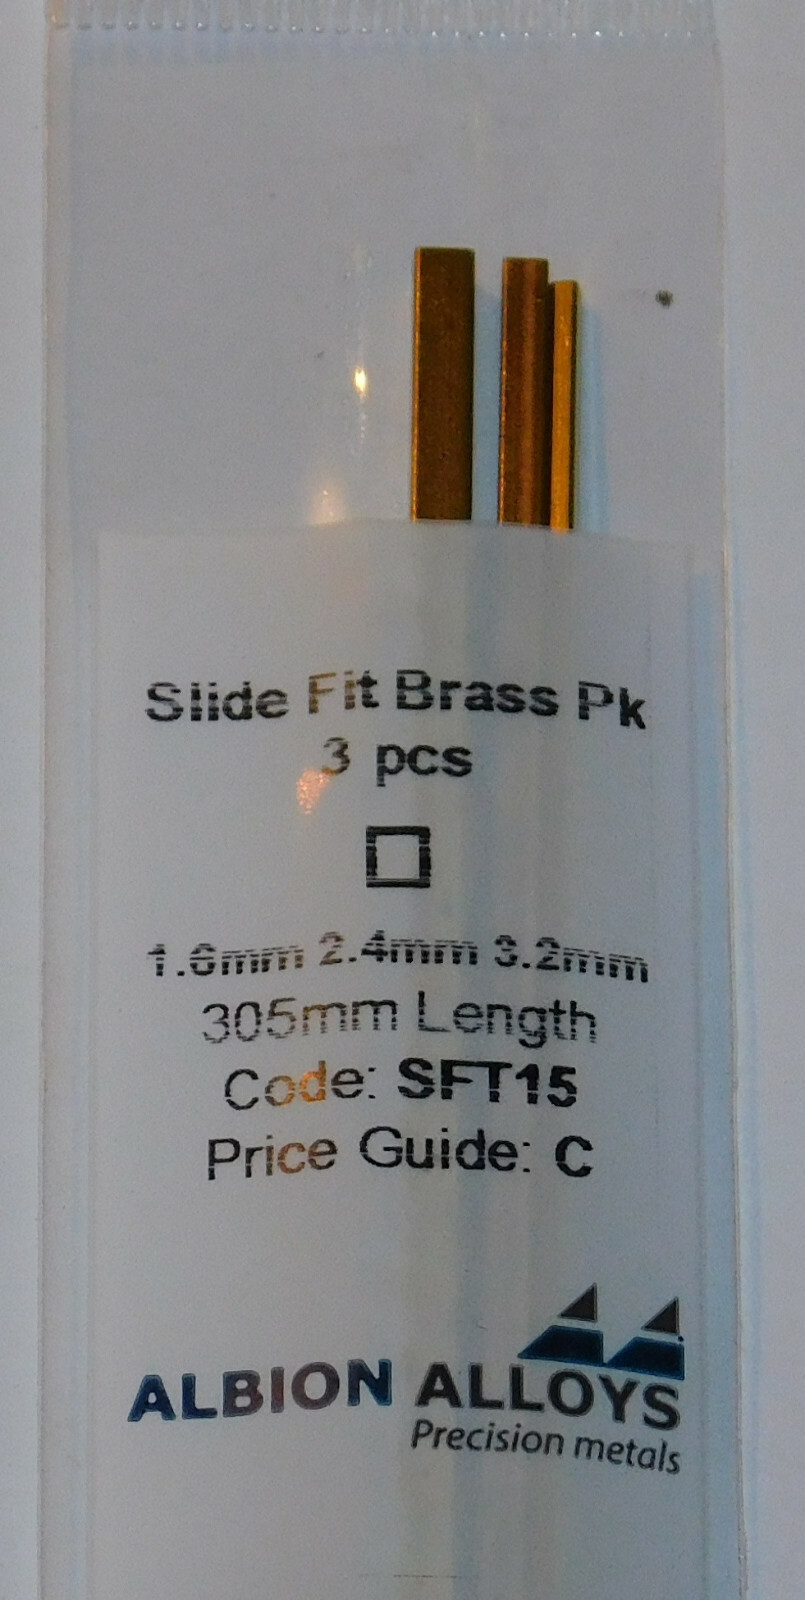 Slide Fit Brass Pk
3 pcs
1.6mm 2.4mm 3.2mm
305mm Length
Code: SFT15
Price Guide: C
ALBION ALLOYS
Precision metals